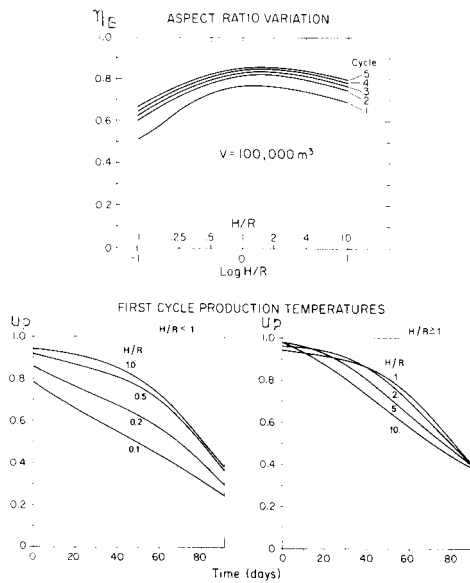 ηE ASPECT RATIO VARIATION
1.0
0.8
0.6
0.4
0.2
0
Cycle
5
4
3
2
1
V = 100,000 m³
H/R
.1 .25 .5 1 2 4 10
-1 0 1
Log H/R
FIRST CYCLE PRODUCTION TEMPERATURES
Up
H/R < 1
1.0
0.8
0.6
0.4
0.2
0
H/R
1.0
0.5
0.2
0.1
0 20 40 60 80
Up
H/R ≥ 1
1.0
0.8
0.6
0.4
0.2
0
H/R
1
2.
5
10.
0 20 40 60 80
Time (days)